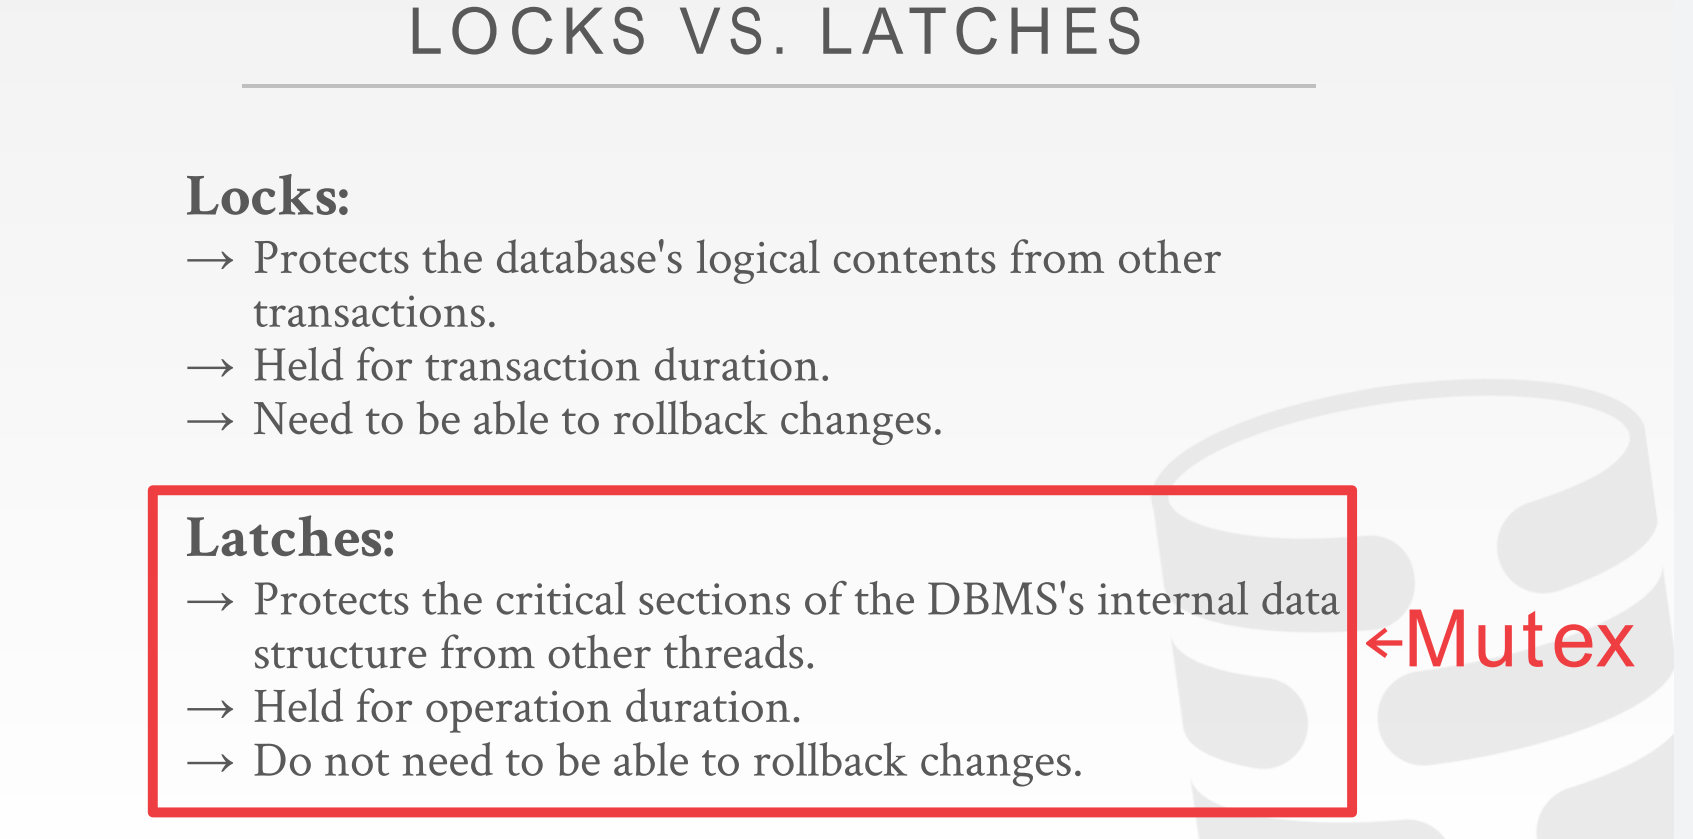 LOCKS VS. LATCHES
Locks:
→ Protects the database's logical contents from other
transactions.
→ Held for transaction duration.
→ Need to be able to rollback changes.
Latches:
→ Protects the critical sections of the DBMS's internal data
structure from other threads.
→ Held for operation duration.
→ Do not need to be able to rollback changes.
←Mutex